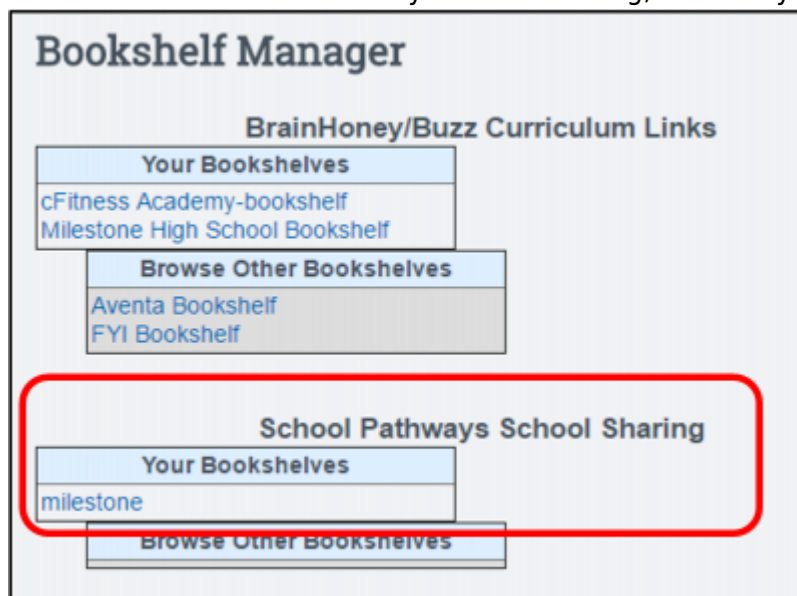 Bookshelf Manager
BrainHoney/Buzz Curriculum Links
Your Bookshelves
cFitness Academy-bookshelf
Milestone High School Bookshelf
Browse Other Bookshelves
Aventa Bookshelf
FYI Bookshelf
School Pathways School Sharing
Your Bookshelves
milestone
Browse Other Bookshelves